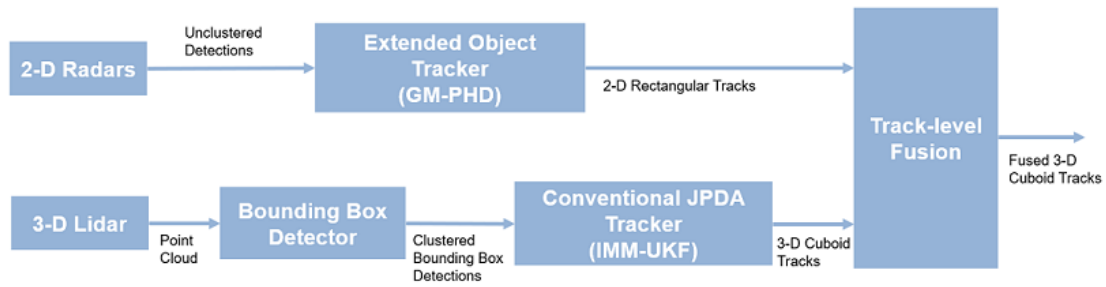 Unclustered
Detections
2-D Radars
Extended Object
Tracker
(GM-PHD)
2-D Rectangular Tracks
Track-level
Fusion
Fused 3-D
Cuboid Tracks
3-D Lidar
Point
Cloud
Bounding Box
Detector
Clustered
Bounding Box
Detections
Conventional JPDA
Tracker
(IMM-UKF)
3-D Cuboid
Tracks